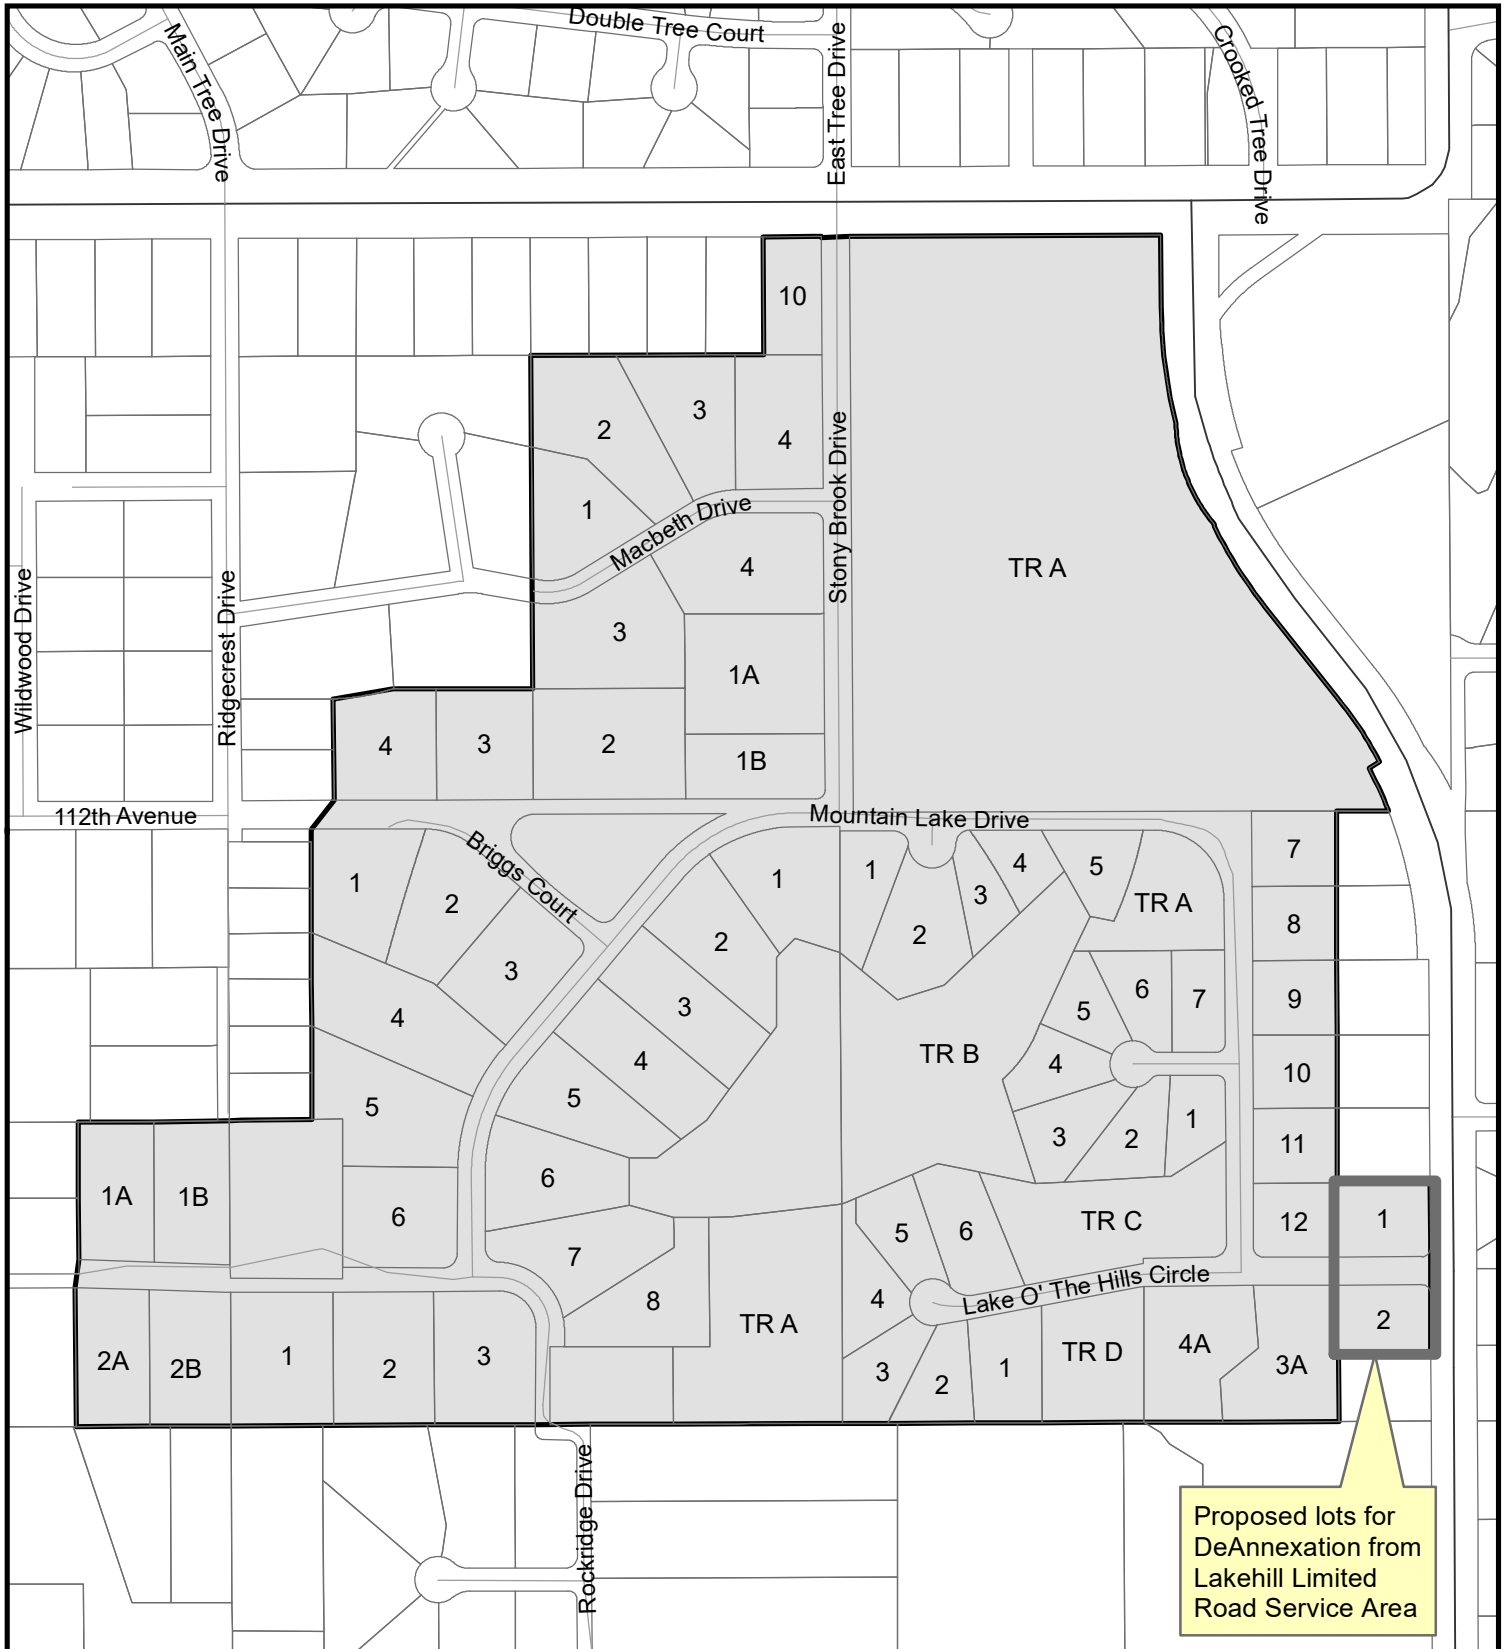 Double Tree Court
Main Tree Drive
East Tree Drive
Crooked Tree Drive
10
2
3
4
Stony Brook Drive
1
Macbeth Drive
4
TR A
Wildwood Drive
Ridgecrest Drive
3
1A
4
3
2
1B
112th Avenue
Mountain Lake Drive
Briggs Court
1
2
3
4
5
6
1
2
3
4
5
6
7
8
1
2
3
4
5
TR A
7
8
9
10
11
12
TR B
5
6
7
4
3
2
1
1A
1B
TR C
5
6
4
3
2
1
Lake O' The Hills Circle
1
2
2A
2B
1
2
3
TR A
TR D
4A
3A
Rockridge Drive
Proposed lots for
DeAnnexation from
Lakehill Limited
Road Service Area